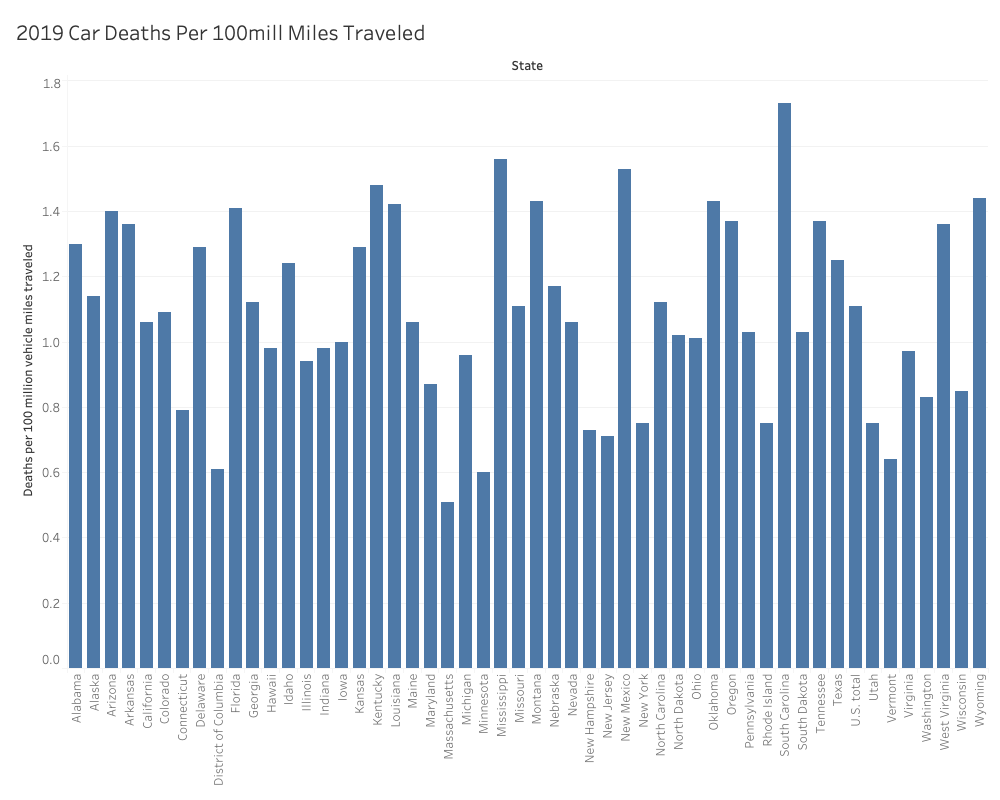 2019 Car Deaths Per 100mill Miles Traveled
State
Deaths per 100 million vehicle miles traveled
1.8
1.6
1.4
1.2
1.0
0.8
0.6
0.4
0.2
0.0
Alabama
Alaska
Arizona
Arkansas
California
Colorado
Connecticut
Delaware
District of Columbia
Florida
Georgia
Hawaii
Idaho
Illinois
Indiana
Iowa
Kansas
Kentucky
Louisiana
Maine
Maryland
Massachusetts
Michigan
Minnesota
Mississippi
Missouri
Montana
Nebraska
Nevada
New Hampshire
New Jersey
New Mexico
New York
North Carolina
North Dakota
Ohio
Oklahoma
Oregon
Pennsylvania
Rhode Island
South Carolina
South Dakota
Tennessee
Texas
U.S. total
Utah
Vermont
Virginia
Washington
West Virginia
Wisconsin
Wyoming